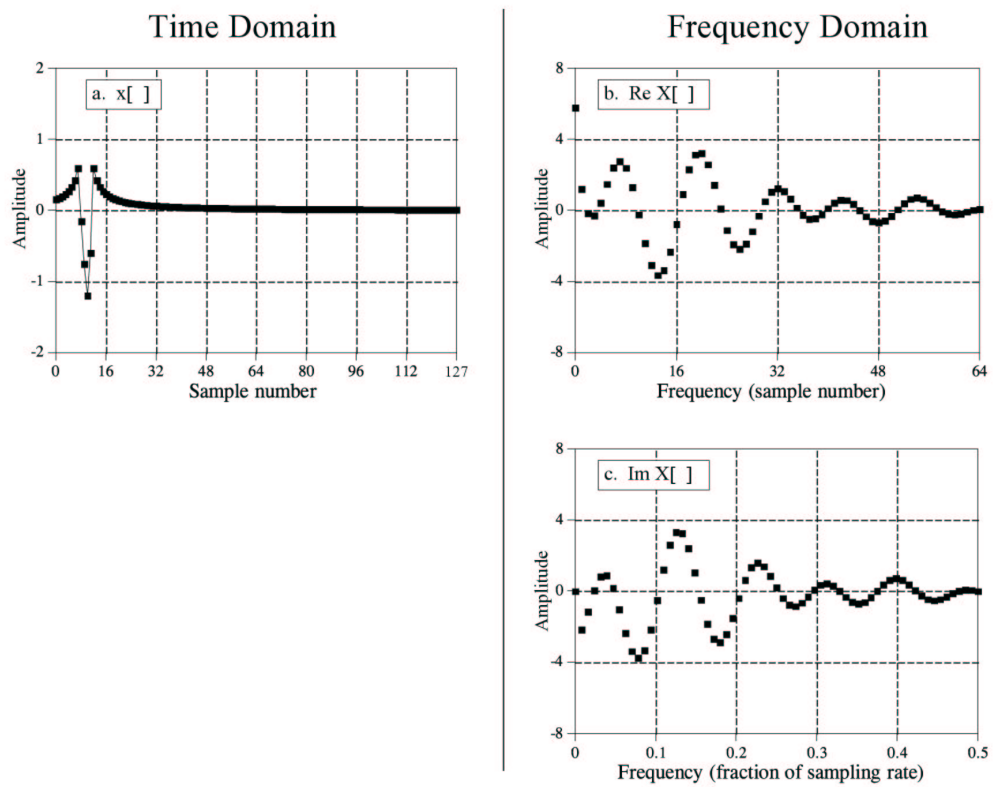 Time Domain
Frequency Domain
2
1
0
-1
-2
a. x[ ]
Amplitude
0 16 32 48 64 80 96 112 127
Sample number
8
4
0
-4
-8
b. Re X[ ]
Amplitude
0 16 32 48 64
Frequency (sample number)
8
4
0
-4
-8
c. Im X[ ]
Amplitude
0 0.1 0.2 0.3 0.4 0.5
Frequency (fraction of sampling rate)